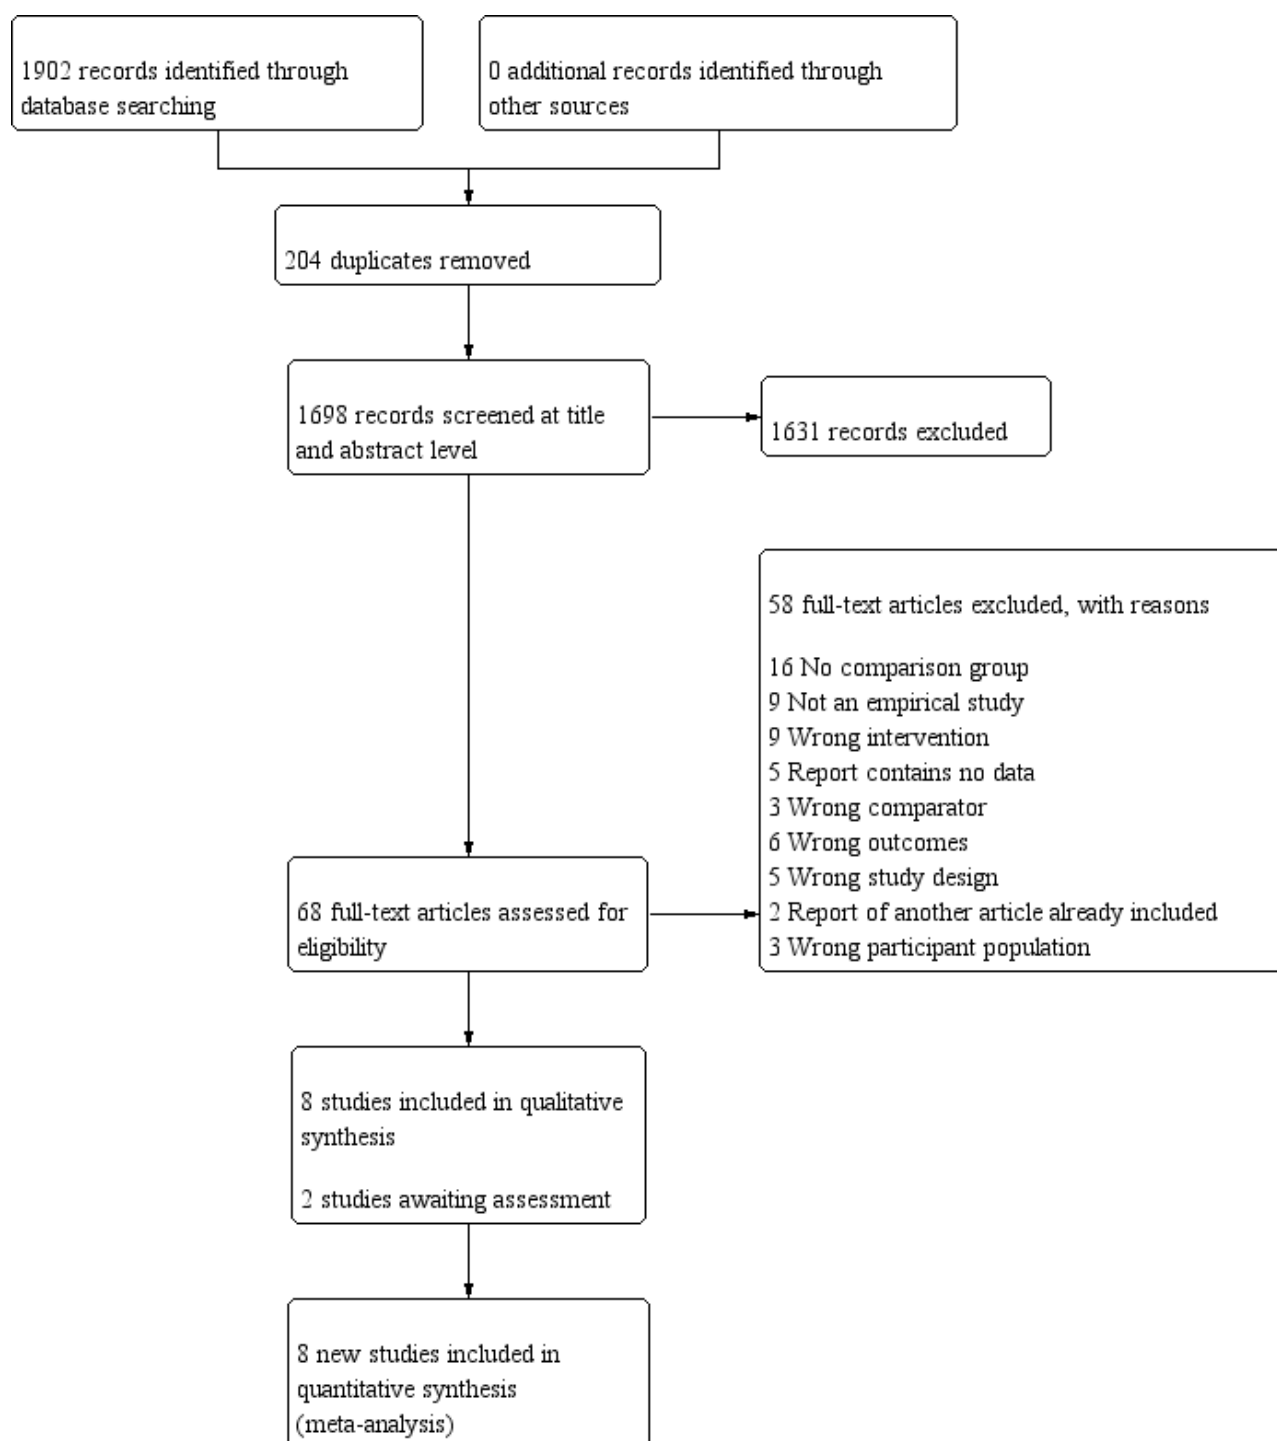 1902 records identified through
database searching
0 additional records identified through
other sources
204 duplicates removed
1698 records screened at title
and abstract level
1631 records excluded
58 full-text articles excluded, with reasons
16 No comparison group
9 Not an empirical study
9 Wrong intervention
5 Report contains no data
3 Wrong comparator
6 Wrong outcomes
5 Wrong study design
2 Report of another article already included
3 Wrong participant population
68 full-text articles assessed for
eligibility
8 studies included in qualitative
synthesis
2 studies awaiting assessment
8 new studies included in
quantitative synthesis
(meta-analysis)